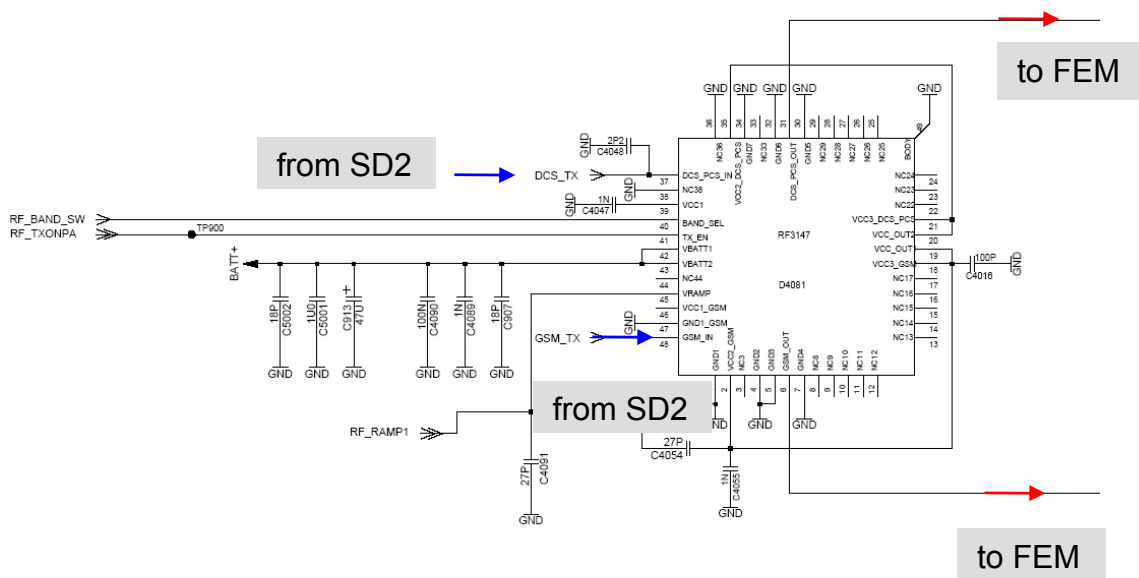 to FEM
GND
GND
GND
GND
GND
36
35
34
33
32
31
30
29
28
27
26
25
49
NC36
VCC2_DCS_PCS
GND7
NC33
GND6
DCS_PCS_OUT
GND5
NC29
NC28
NC27
NC26
NC25
BODY
from SD2
GND
2P2
C4048
DCS_TX
37
DCS_PCS_IN
NC24
24
GND
NC38
NC23
38
23
GND
1N
C4047
VCC1
NC22
39
22
RF_BAND_SW
BAND_SEL
VCC3_DCS_PCS
40
21
RF_TXONPA
TP900
TX_EN
RF3147
VCC_OUT2
41
20
BATT+
VBATT1
VCC_OUT
42
19
VBATT2
VCC3_GSM
43
18
100P
C4016
GND
NC44
D4081
NC17
44
17
VRAMP
NC16
45
16
VCC1_GSM
NC15
46
15
GND
GND1_GSM
NC14
47
14
GSM_TX
GSM_IN
NC13
48
13
18P
C5002
1U0
C5001
+
C913
47U
100N
C4090
1N
C4089
18P
C907
GND
GND
GND
GND
GND
GND
GND1
VCC2_GSM
NC3
GND2
GND3
GSM_OUT
GND4
NC8
NC9
NC10
NC11
NC12
2
3
4
5
6
7
8
9
10
11
12
from SD2
ND
GND
GND
RF_RAMP1
27P
C4091
GND
27P
C4054
1N
C4055
GND
to FEM